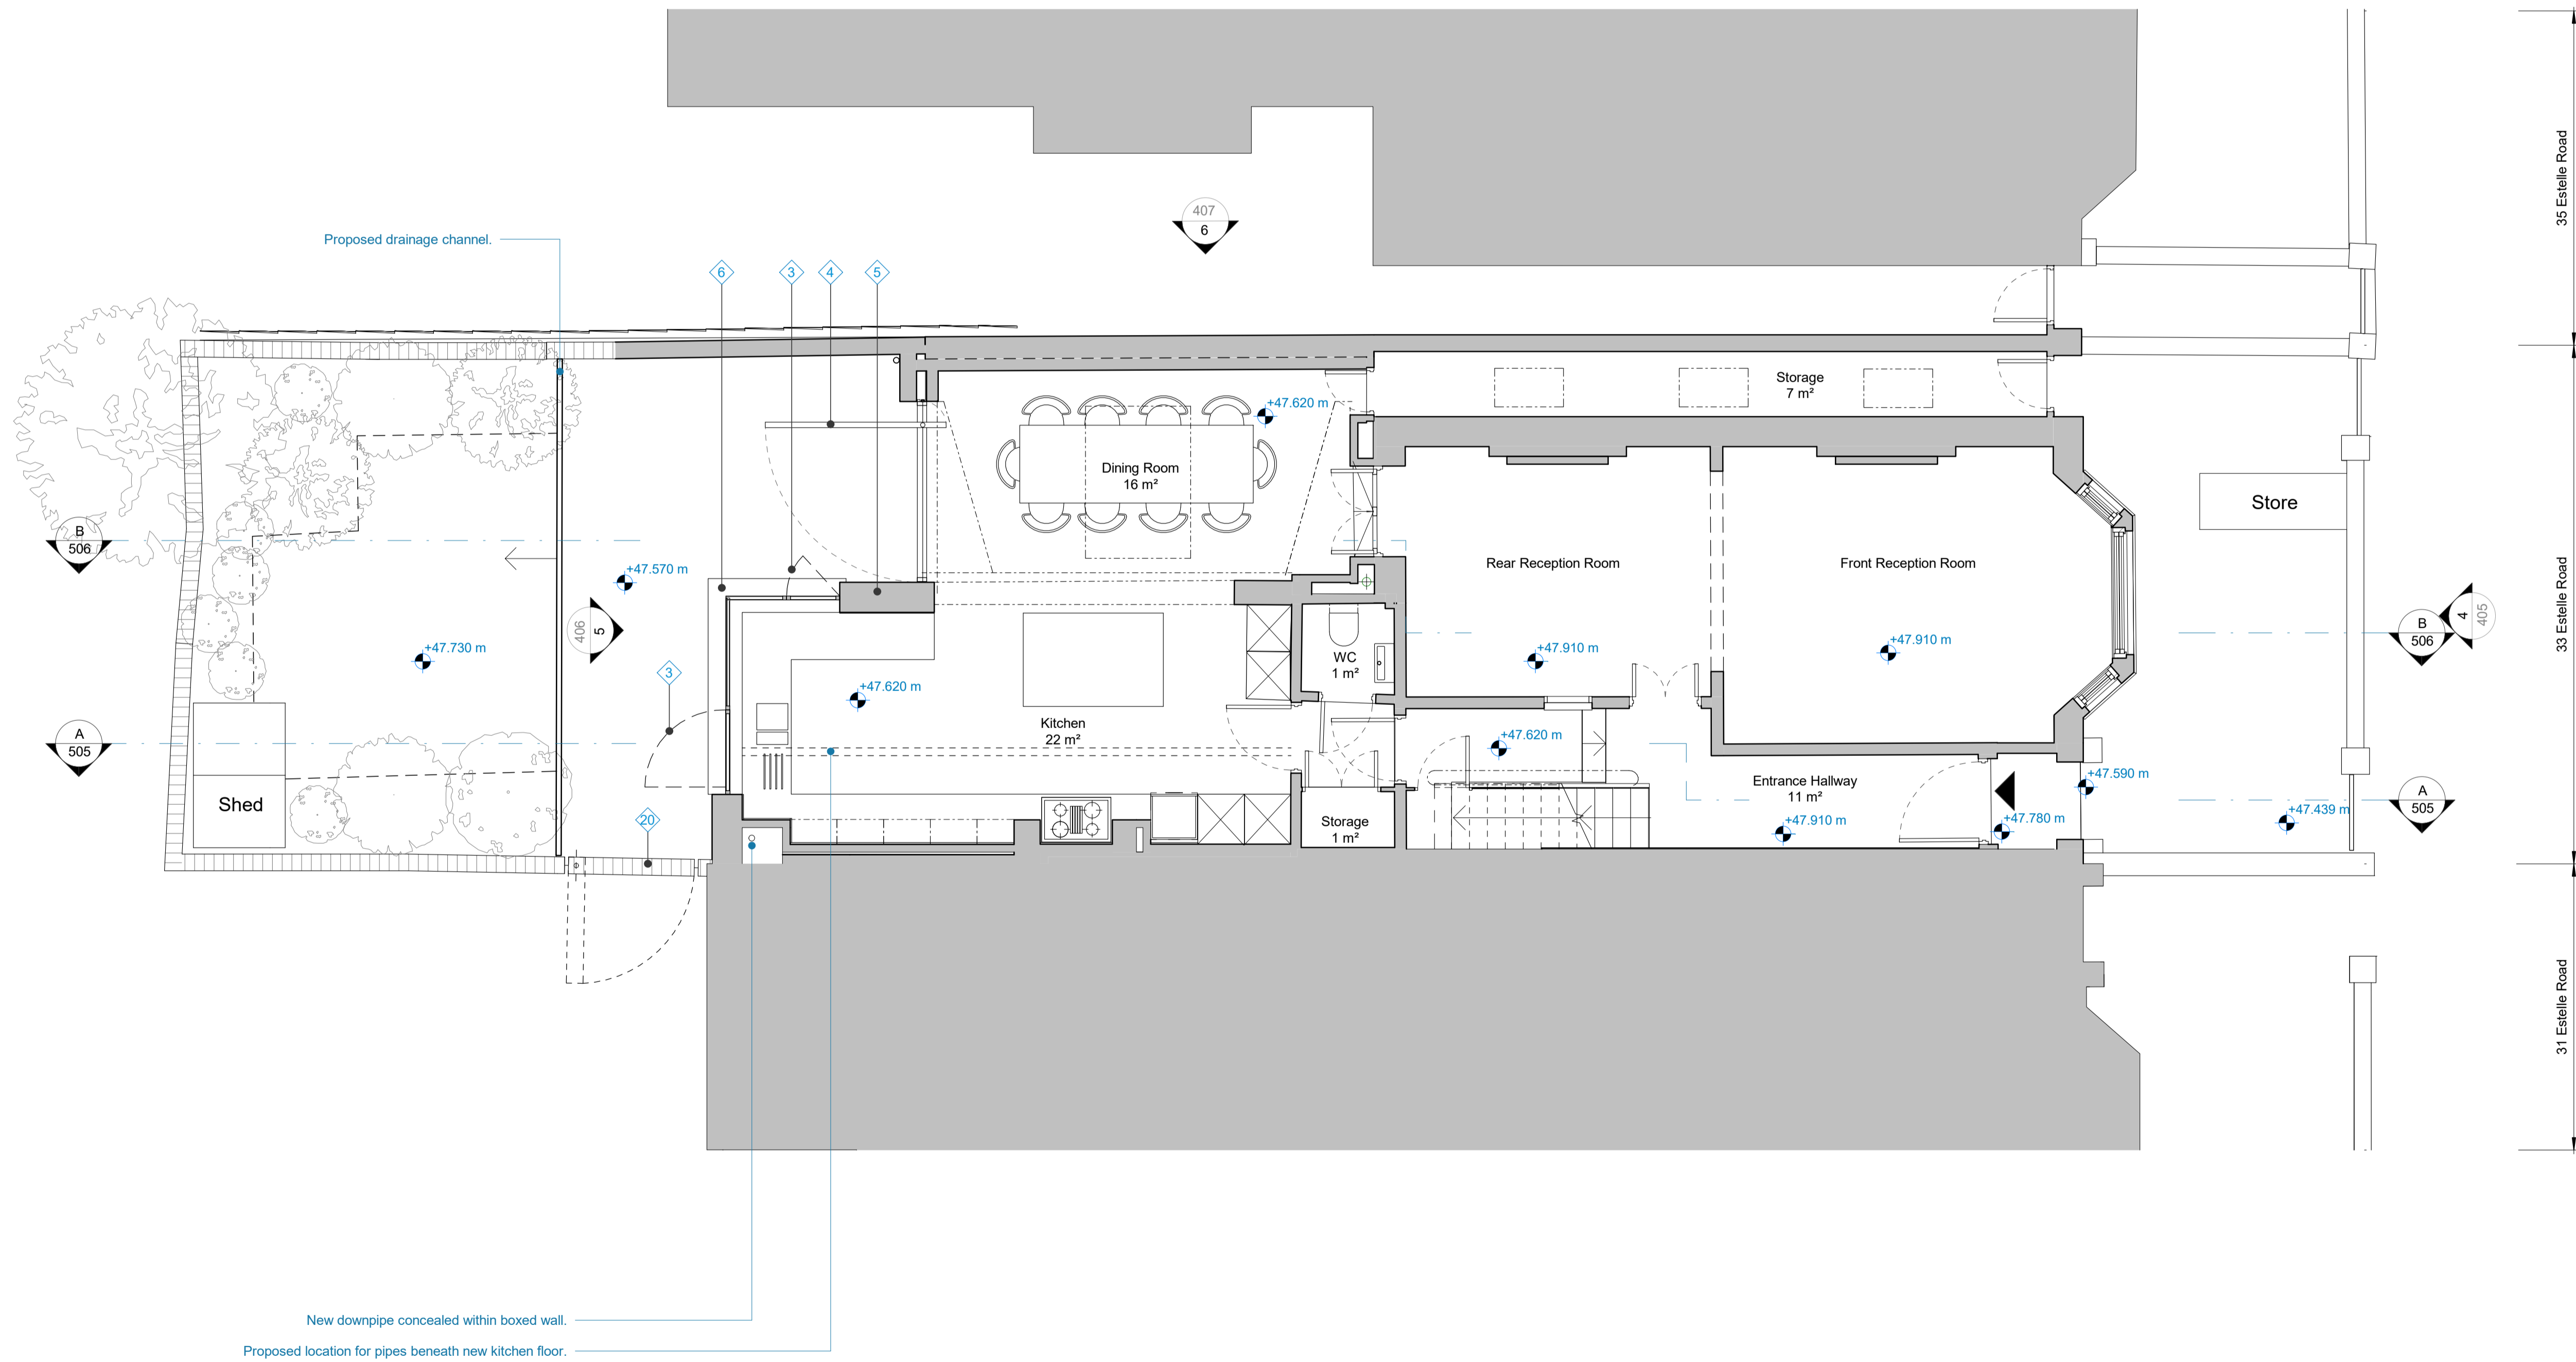 35 Estelle Road
407
6
Proposed drainage channel.
6
3
4
5
Storage
7 m²
+47.620 m
Dining Room
16 m²
Store
B
506
+47.570 m
Rear Reception Room
Front Reception Room
33 Estelle Road
406
5
4
405
B
506
+47.730 m
WC
1 m²
+47.910 m
+47.910 m
3
+47.620 m
Kitchen
22 m²
A
505
+47.620 m
Entrance Hallway
11 m²
+47.590 m
Shed
20
Storage
1 m²
+47.910 m
+47.780 m
+47.439 m
A
505
31 Estelle Road
New downpipe concealed within boxed wall.
Proposed location for pipes beneath new kitchen floor.